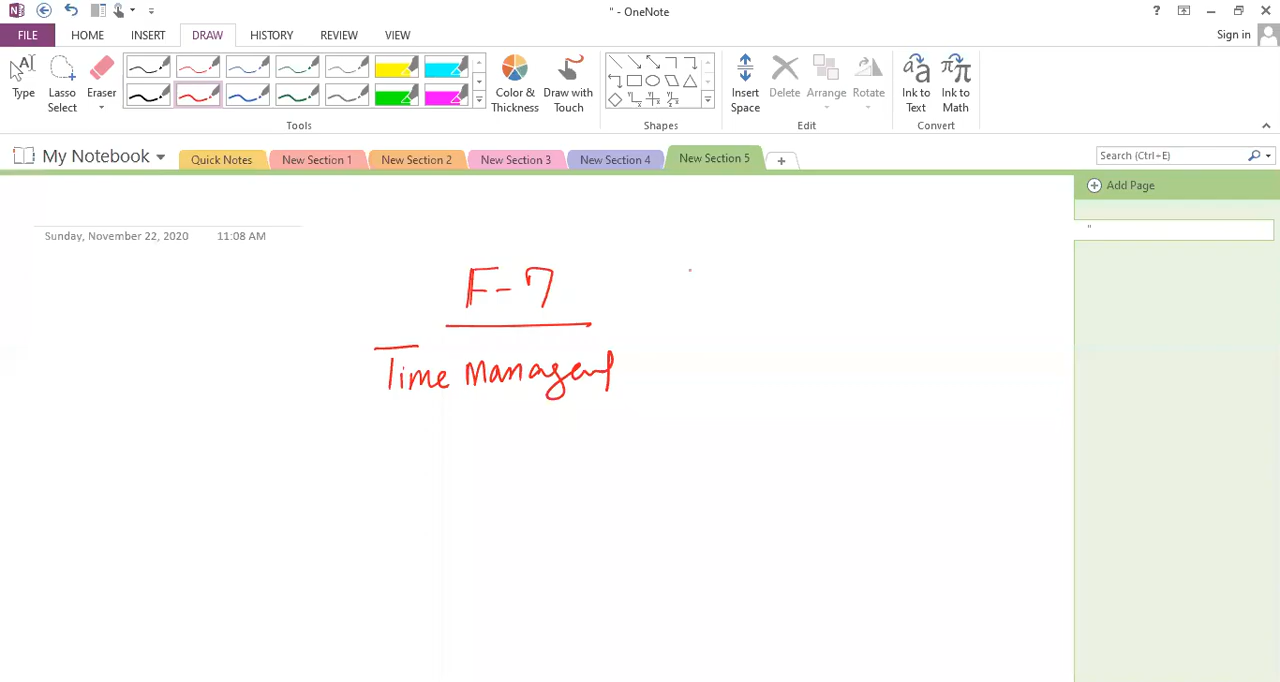 " - OneNote
?
FILE HOME INSERT DRAW HISTORY REVIEW VIEW Sign in
Type Lasso Select Eraser Color & Thickness Draw with Touch Insert Space Delete Arrange Rotate Ink to Text Ink to Math
Tools Shapes Edit Convert
My Notebook Quick Notes New Section 1 New Section 2 New Section 3 New Section 4 New Section 5 + Search (Ctrl+E)
Add Page
"
Sunday, November 22, 2020 11:08 AM
F-7
Time